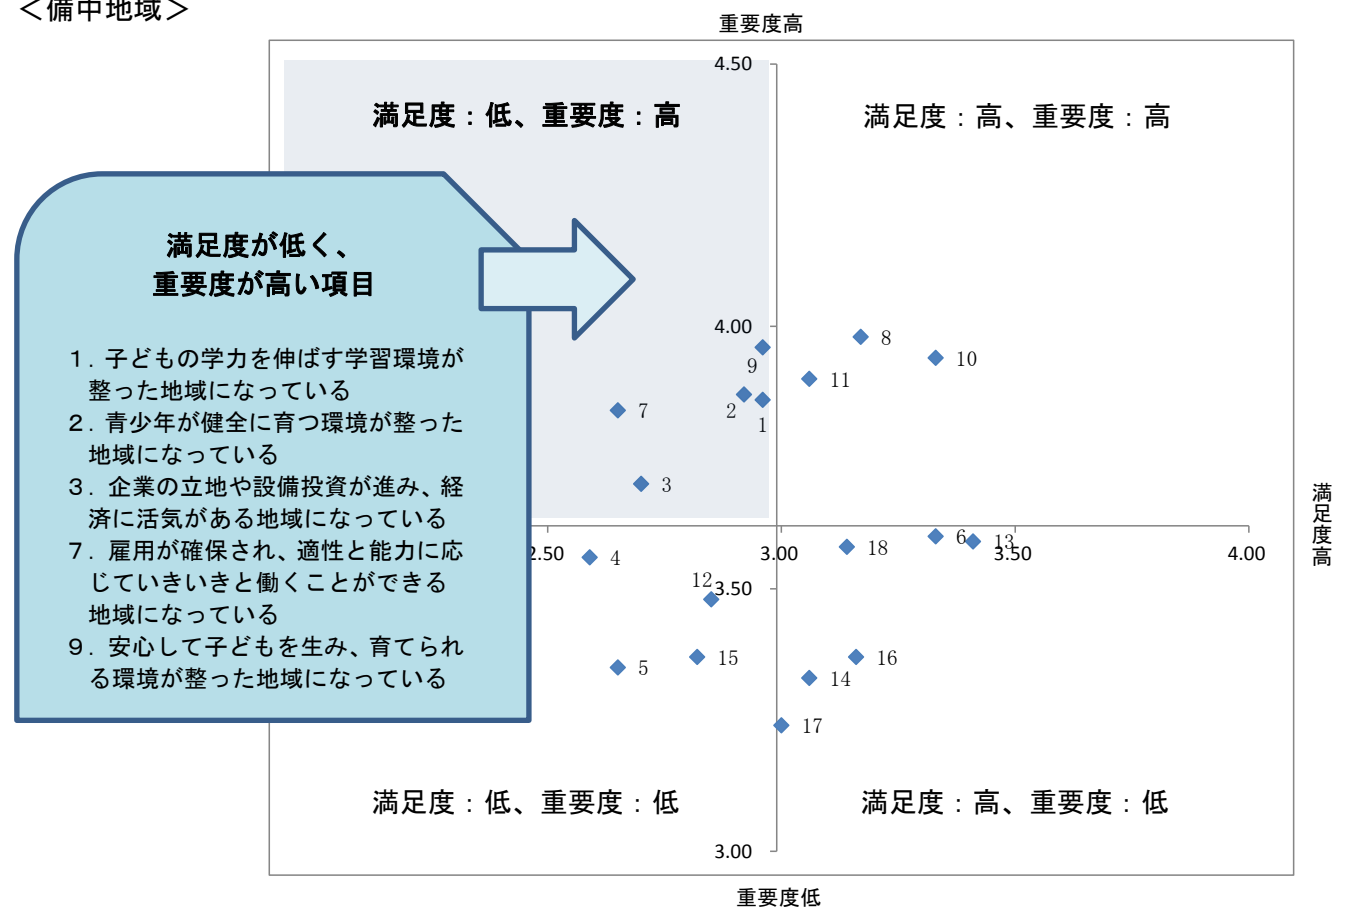 ＜備中地域＞
重要度高
4.50
満足度：低、重要度：高
満足度：高、重要度：高
満足度が低く、
重要度が高い項目
1．子どもの学力を伸ばす学習環境が
整った地域になっている
2．青少年が健全に育つ環境が整った
地域になっている
3．企業の立地や設備投資が進み、経
済に活気がある地域になっている
7．雇用が確保され、適性と能力に応
じていきいきと働くことができる
地域になっている
9．安心して子どもを生み、育てられ
る環境が整った地域になっている
4.00
8
9
10
11
7
2
1
3
満足度高
2.50
3.00
3.50
4.00
6
13
18
4
12
3.50
15
5
16
14
17
満足度：低、重要度：低
満足度：高、重要度：低
3.00
重要度低